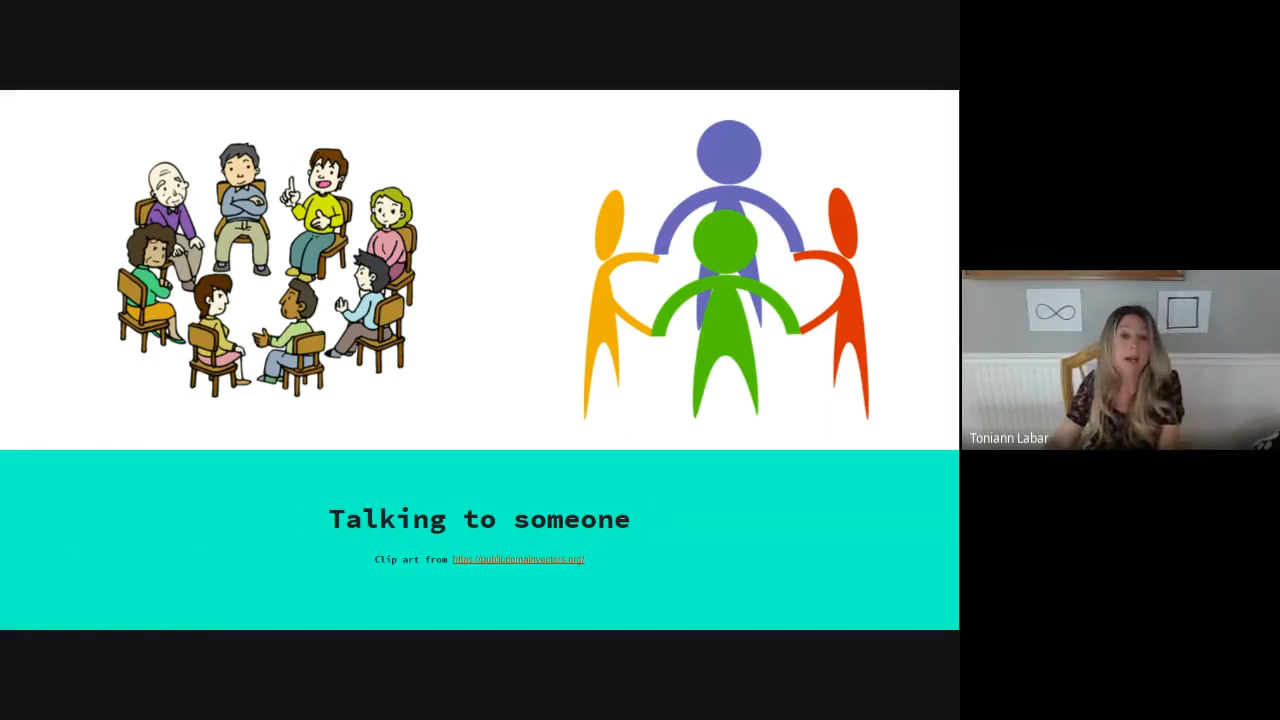 Talking to someone
Clip art from https://publicdomainvectors.org/
Toniann Labar